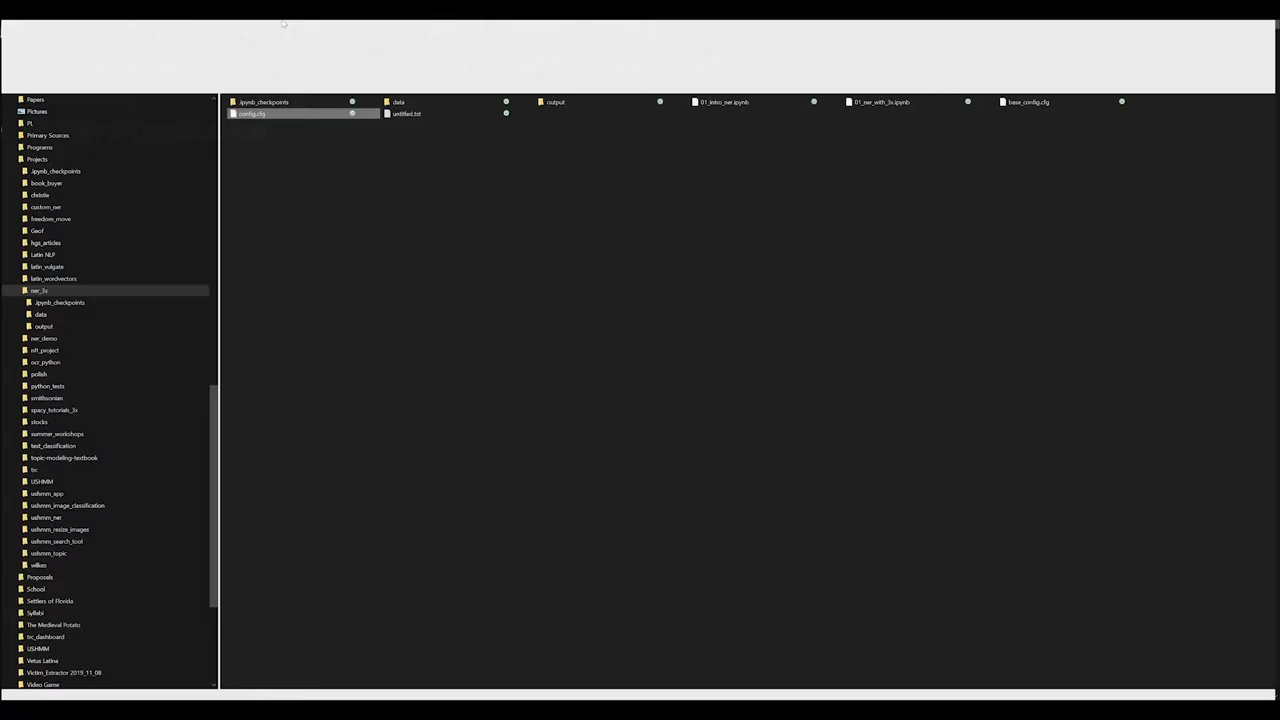 Papers
Pictures
PL
Primary Sources
Programs
Projects
.ipynb_checkpoints
book_buyer
christie
custom_ner
freedom_move
Geof
hgs_articles
Latin NLP
latin_vulgate
latin_wordvectors
ner_3x
.ipynb_checkpoints
data
output
ner_demo
nft_project
ocr_python
polish
python_tests
smithsonian
spacy_tutorials_3x
stocks
summer_workshops
text_classification
topic-modeling-textbook
trc
USHMM
ushmm_app
ushmm_image_classification
ushmm_ner
ushmm_resize_images
ushmm_search_tool
ushmm_topic
wilkes
Proposals
School
Settlers of Florida
Syllabi
The Medieval Potato
trc_dashboard
USHMM
Vetus Latina
Victim_Extractor 2019_11_08
Video Game
.ipynb_checkpoints data output 01_intro_ner.ipynb 01_ner_with_3x.ipynb base_config.cfg
config.cfg untitled.txt